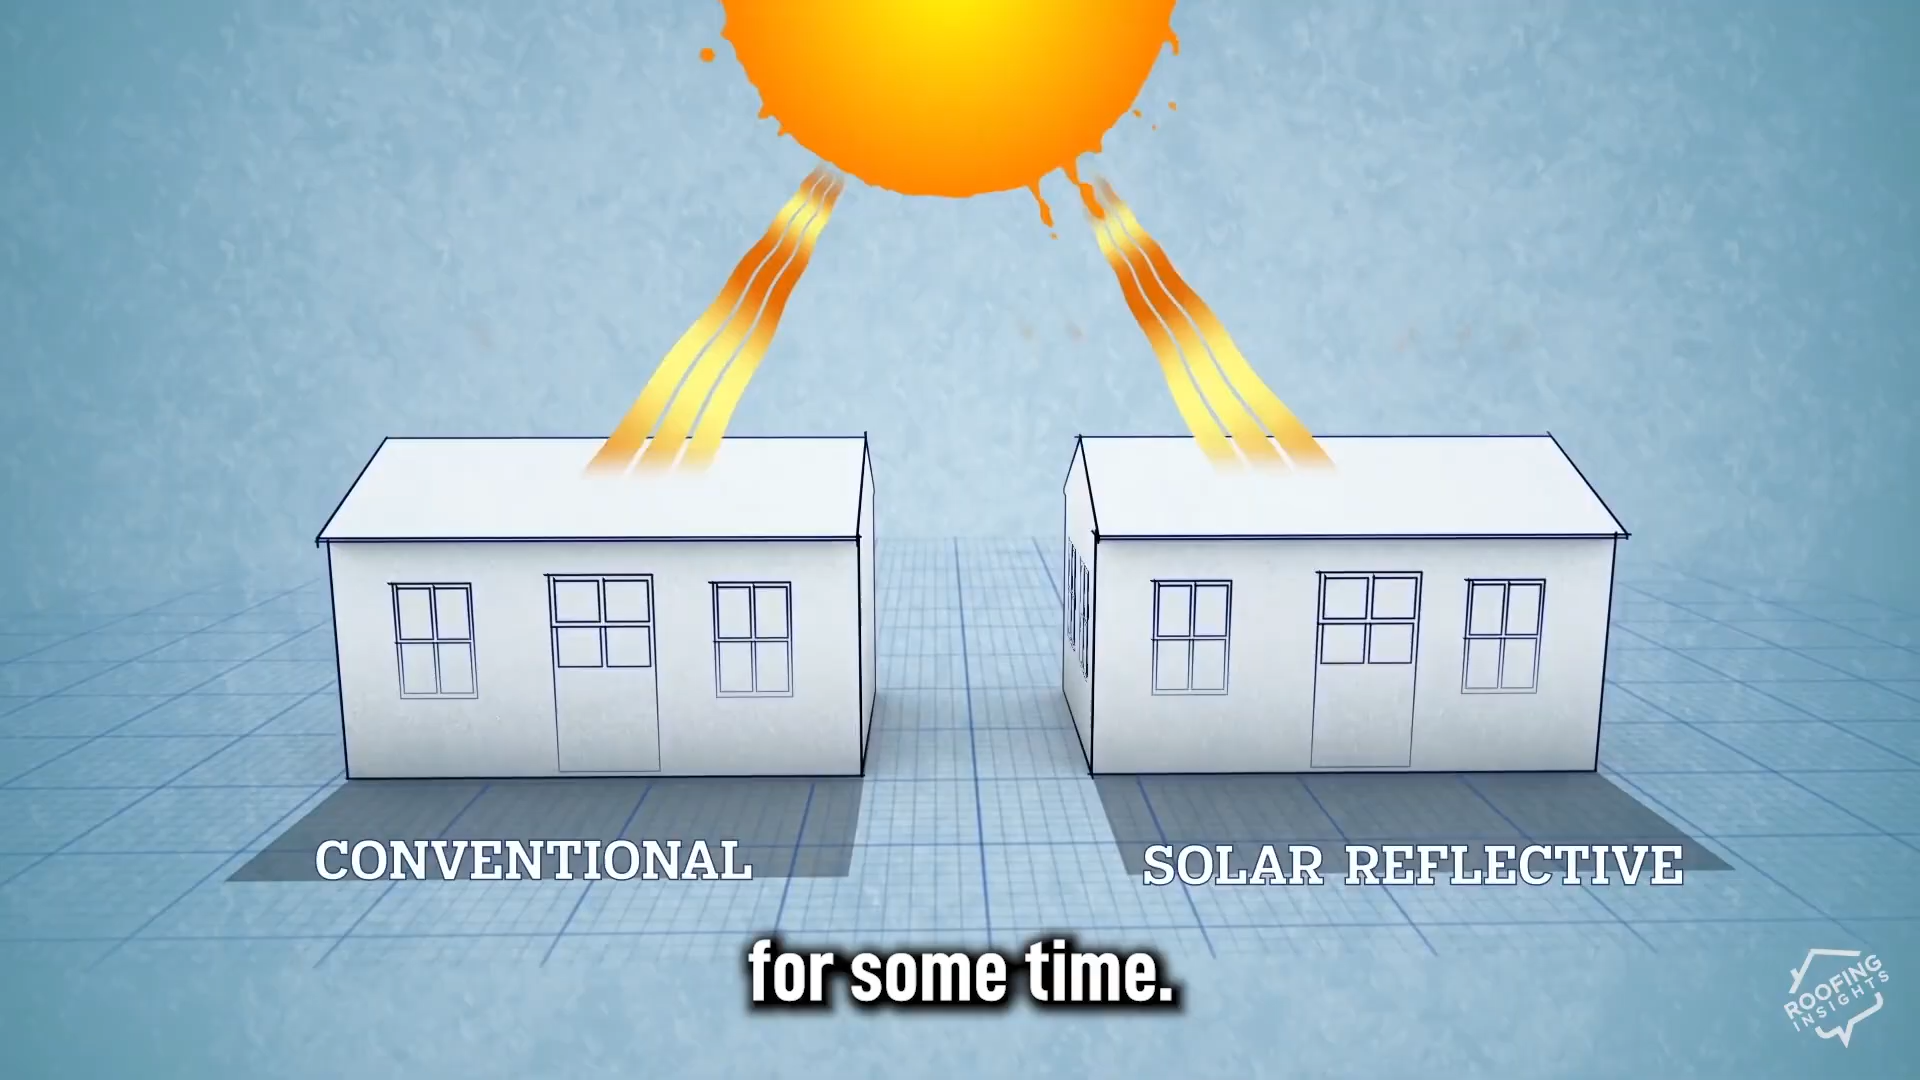 CONVENTIONAL
SOLAR REFLECTIVE
for some time.
ROOFING
INSIGHTS